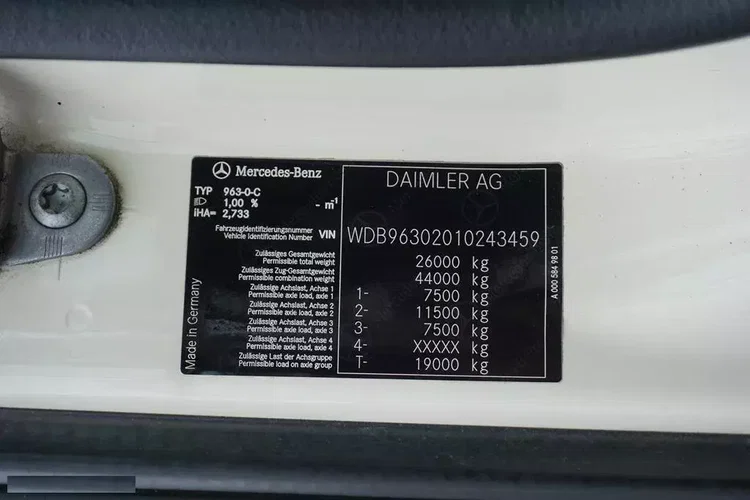 Mercedes-Benz
DAIMLER AG
TYP 963-0-C
1,00 % - m⁻¹
iHA= 2,733
Fahrzeugidentifizierungsnummer
Vehicle Identification Number VIN WDB96302010243459
Zulässiges Gesamtgewicht
Permissible total weight 26000 kg
Zulässiges Zug-Gesamtgewicht
Permissible combination weight 44000 kg
Zulässige Achslast, Achse 1
Permissible axle load, axle 1 1- 7500 kg
Zulässige Achslast, Achse 2
Permissible axle load, axle 2 2- 11500 kg
Zulässige Achslast, Achse 3
Permissible axle load, axle 3 3- 7500 kg
Zulässige Achslast, Achse 4
Permissible axle load, axle 4 4- XXXXX kg
Zulässige Last der Achsgruppe
Permissible load on axle group T- 19000 kg
Made in Germany
A 000 584 98 01